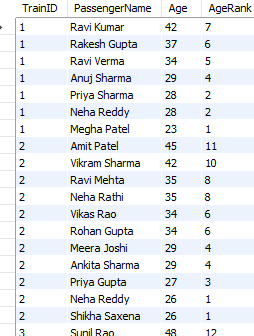 TrainID PassengerName Age AgeRank
1 Ravi Kumar 42 7
1 Rakesh Gupta 37 6
1 Ravi Verma 34 5
1 Anuj Sharma 29 4
1 Priya Sharma 28 2
1 Neha Reddy 28 2
1 Megha Patel 23 1
2 Amit Patel 45 11
2 Vikram Sharma 42 10
2 Ravi Mehta 35 8
2 Neha Rathi 35 8
2 Vikas Rao 34 6
2 Rohan Gupta 34 6
2 Meera Joshi 29 4
2 Ankita Sharma 29 4
2 Priya Gupta 27 3
2 Neha Reddy 26 1
2 Shikha Saxena 26 1
3 Sunil Rao 48 12